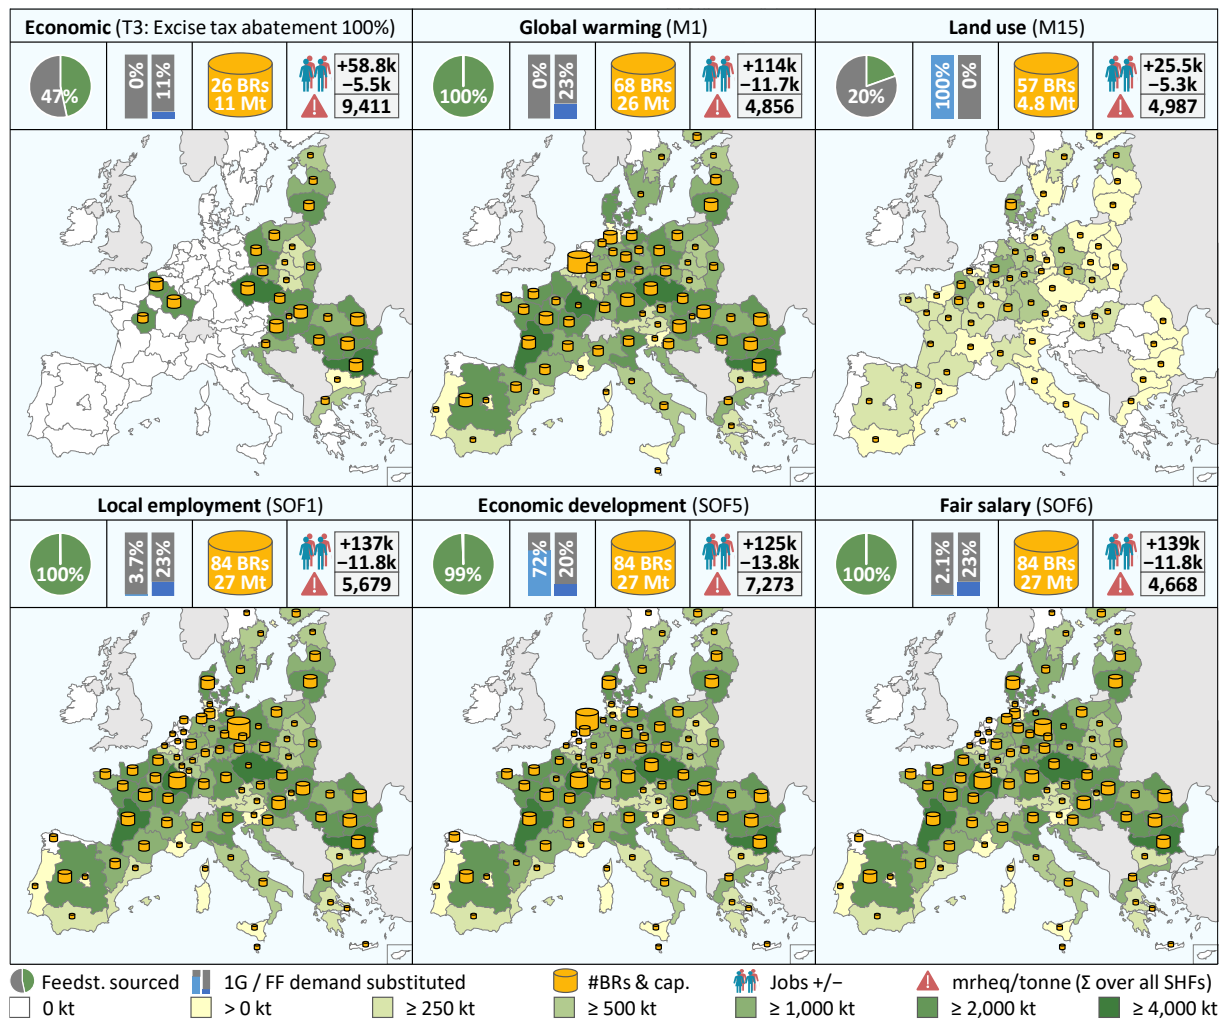 Economic (T3: Excise tax abatement 100%)
Global warming (M1)
Land use (M15)
47%
0%
11%
26 BRs
11 Mt
+58.8k
−5.5k
9,411
100%
0%
23%
68 BRs
26 Mt
+114k
−11.7k
4,856
20%
100%
0%
57 BRs
4.8 Mt
+25.5k
−5.3k
4,987
Local employment (SOF1)
Economic development (SOF5)
Fair salary (SOF6)
100%
3.7%
23%
84 BRs
27 Mt
+137k
−11.8k
5,679
99%
72%
20%
84 BRs
27 Mt
+125k
−13.8k
7,273
100%
2.1%
23%
84 BRs
27 Mt
+139k
−11.8k
4,668
Feedst. sourced
1G / FF demand substituted
#BRs & cap.
Jobs +/−
mrheq/tonne (Σ over all SHFs)
0 kt
> 0 kt
≥ 250 kt
≥ 500 kt
≥ 1,000 kt
≥ 2,000 kt
≥ 4,000 kt